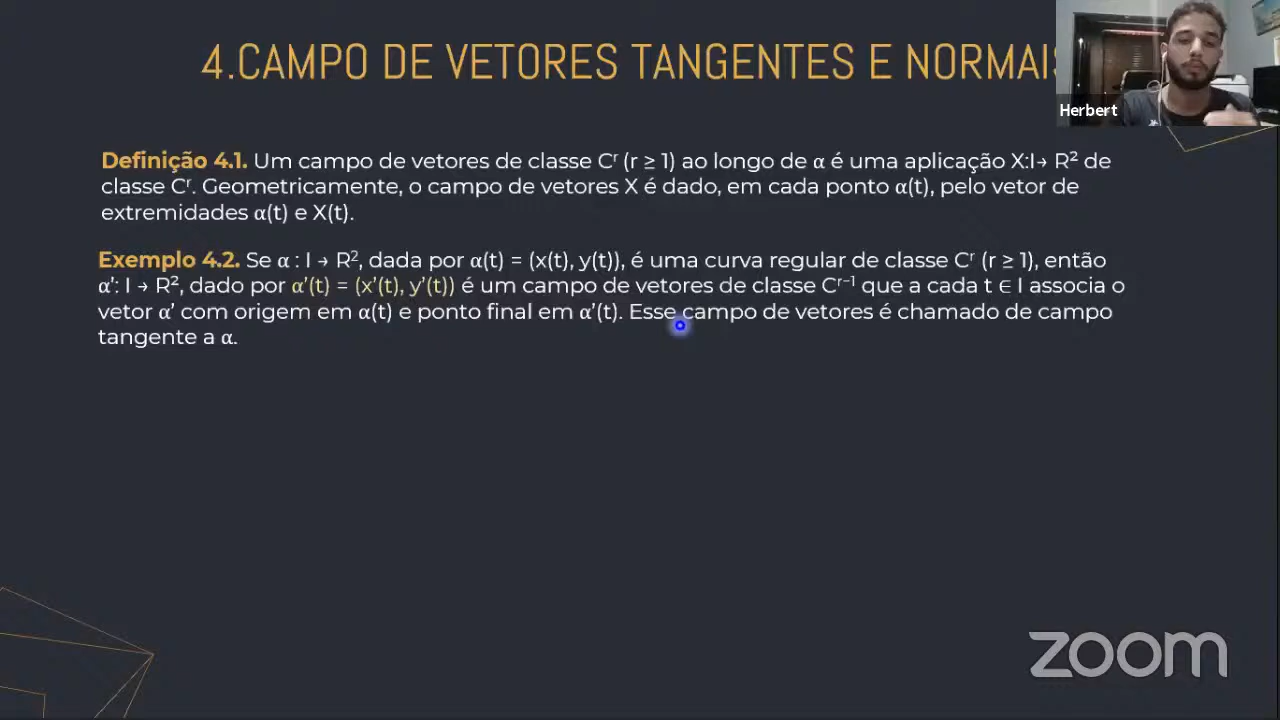 4.CAMPO DE VETORES TANGENTES E NORMAIS
Herbert
Definição 4.1. Um campo de vetores de classe Cʳ (r ≥ 1) ao longo de α é uma aplicação X:I→ R² de
classe Cʳ. Geometricamente, o campo de vetores X é dado, em cada ponto α(t), pelo vetor de
extremidades α(t) e X(t).
Exemplo 4.2. Se α : I → R², dada por α(t) = (x(t), y(t)), é uma curva regular de classe Cʳ (r ≥ 1), então
α’: I → R², dado por α’(t) = (x’(t), y’(t)) é um campo de vetores de classe Cʳ⁻¹ que a cada t ∈ I associa o
vetor α’ com origem em α(t) e ponto final em α’(t). Esse campo de vetores é chamado de campo
tangente a α.
zoom